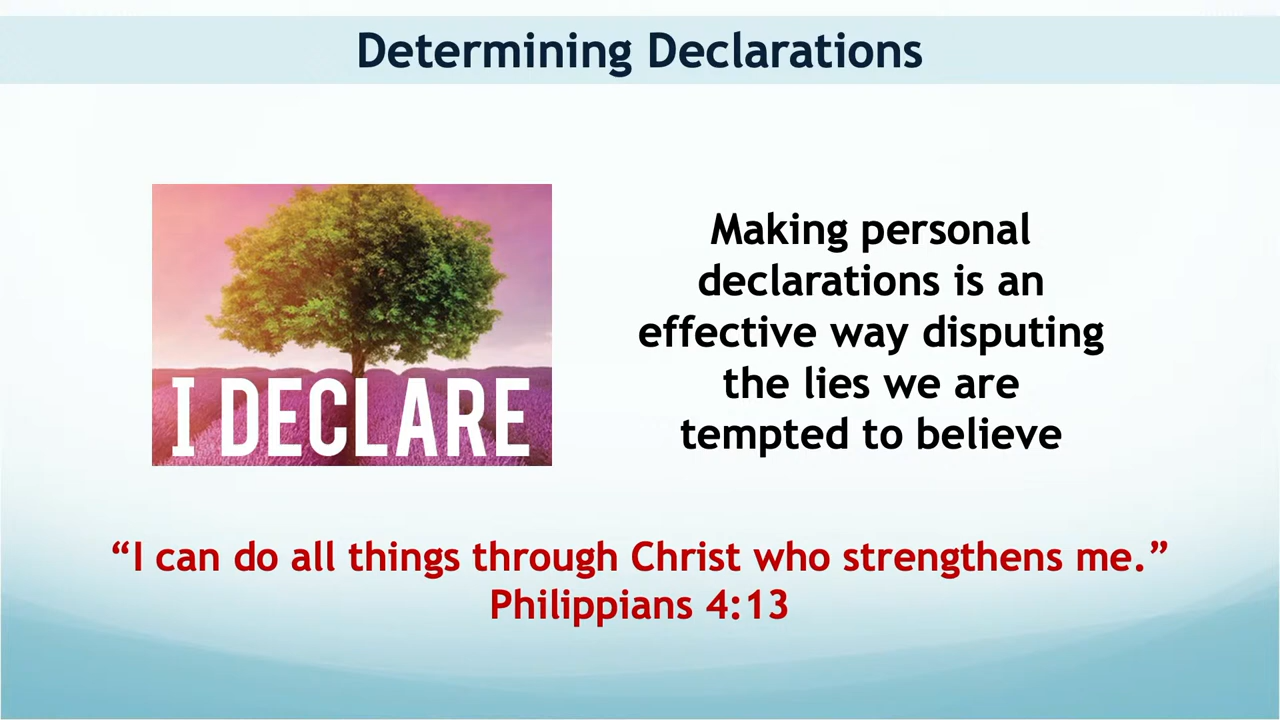 Determining Declarations
I DECLARE
Making personal
declarations is an
effective way disputing
the lies we are
tempted to believe
“I can do all things through Christ who strengthens me.”
Philippians 4:13